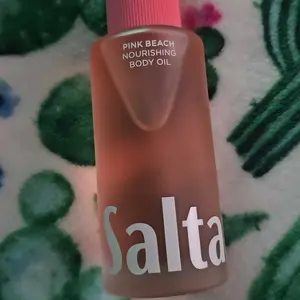 PINK BEACH
NOURISHING
BODY OIL
Salta